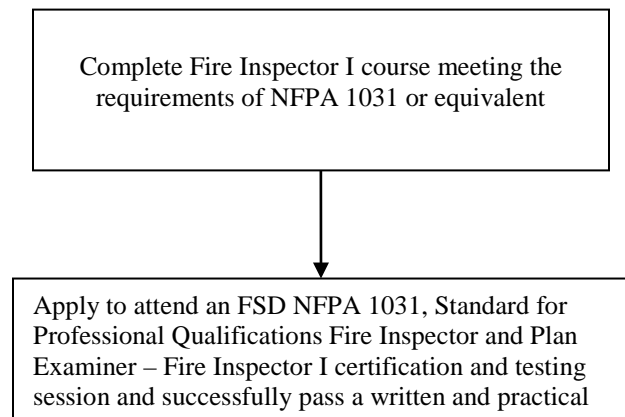 Complete Fire Inspector I course meeting the
requirements of NFPA 1031 or equivalent
Apply to attend an FSD NFPA 1031, Standard for
Professional Qualifications Fire Inspector and Plan
Examiner – Fire Inspector I certification and testing
session and successfully pass a written and practical